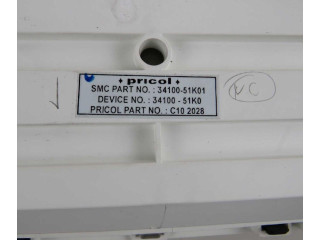 pricol
SMC PART NO. : 34100-51K01
DEVICE NO. : 34100 - 51K0
PRICOL PART NO. : C10 2028